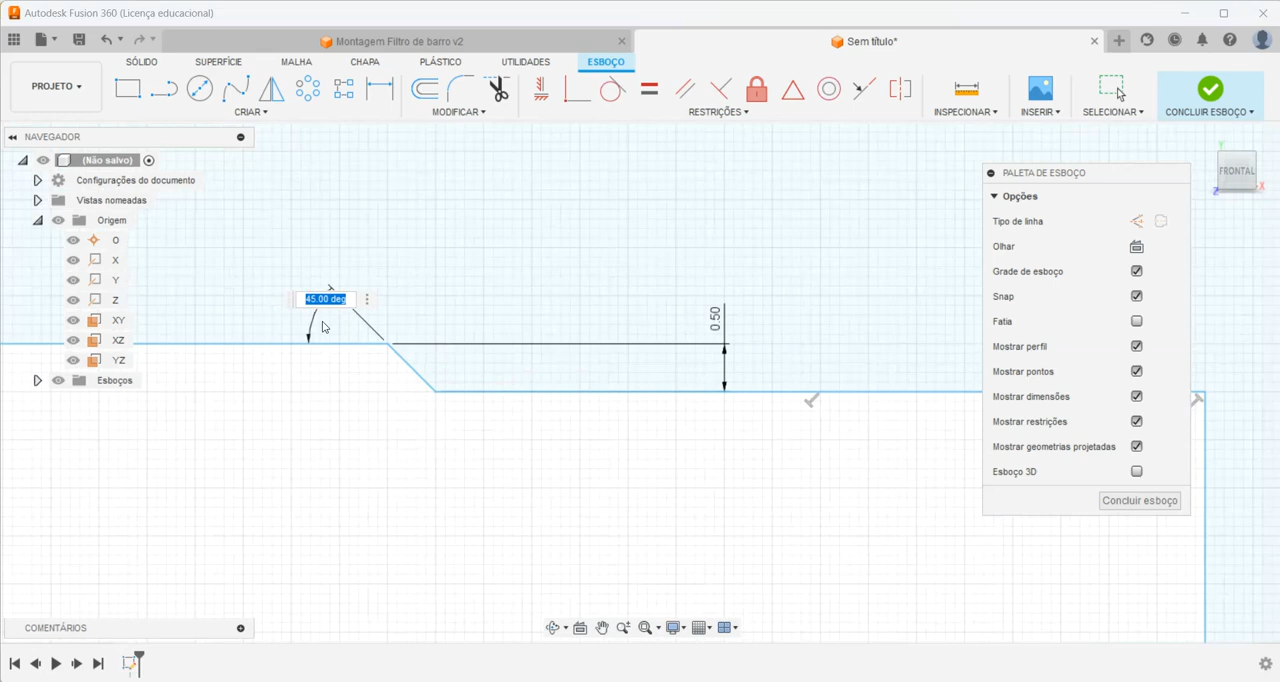 Autodesk Fusion 360 (Licença educacional)
Montagem Filtro de barro v2
Sem título*
PROJETO
SÓLIDO
SUPERFÍCIE
MALHA
CHAPA
PLÁSTICO
UTILIDADES
ESBOÇO
CRIAR
MODIFICAR
RESTRIÇÕES
INSPECIONAR
INSERIR
SELECIONAR
CONCLUIR ESBOÇO
NAVEGADOR
(Não salvo)
Configurações do documento
Vistas nomeadas
Origem
O
X
Y
Z
XY
XZ
YZ
Esboços
45.00 deg
0.50
Y
FRONTAL
Z
X
PALETA DE ESBOÇO
Opções
Tipo de linha
Olhar
Grade de esboço
Snap
Fatia
Mostrar perfil
Mostrar pontos
Mostrar dimensões
Mostrar restrições
Mostrar geometrias projetadas
Esboço 3D
Concluir esboço
COMENTÁRIOS